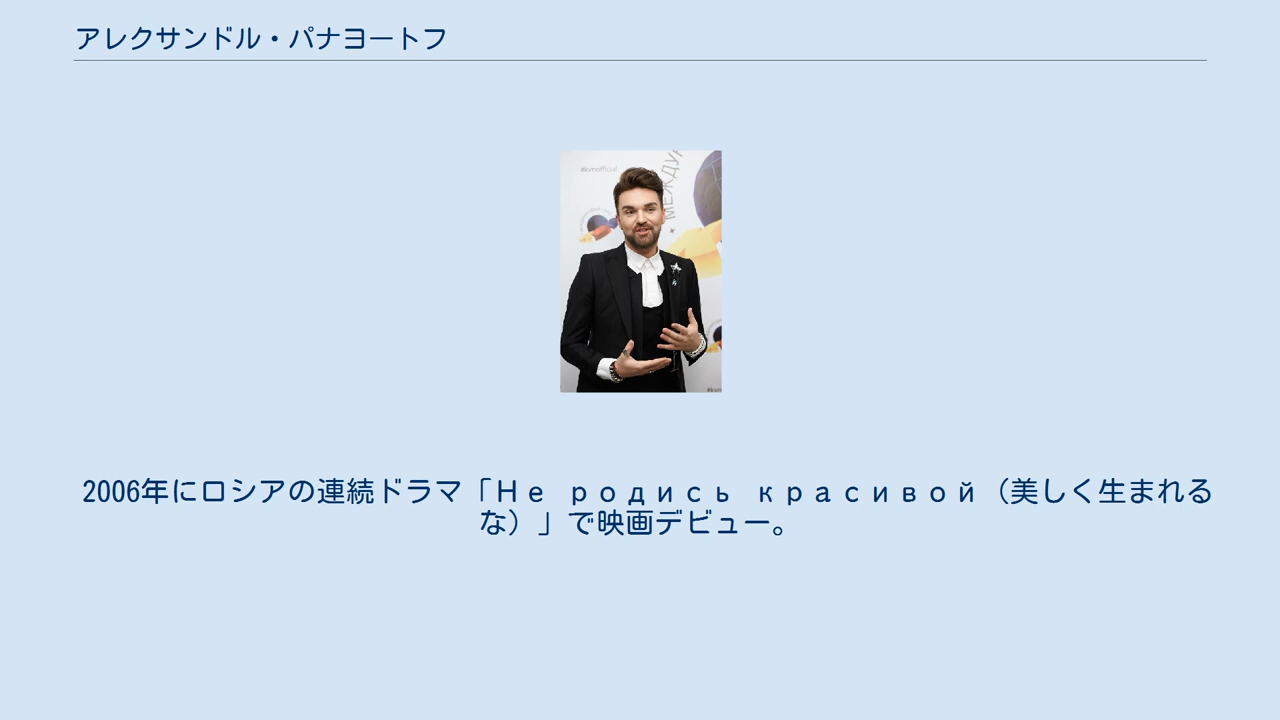 アレクサンドル・パナヨートフ
#kvnofficial
МЕЖДУ
2006年にロシアの連続ドラマ「Не родись красивой（美しく生まれる
な）」で映画デビュー。